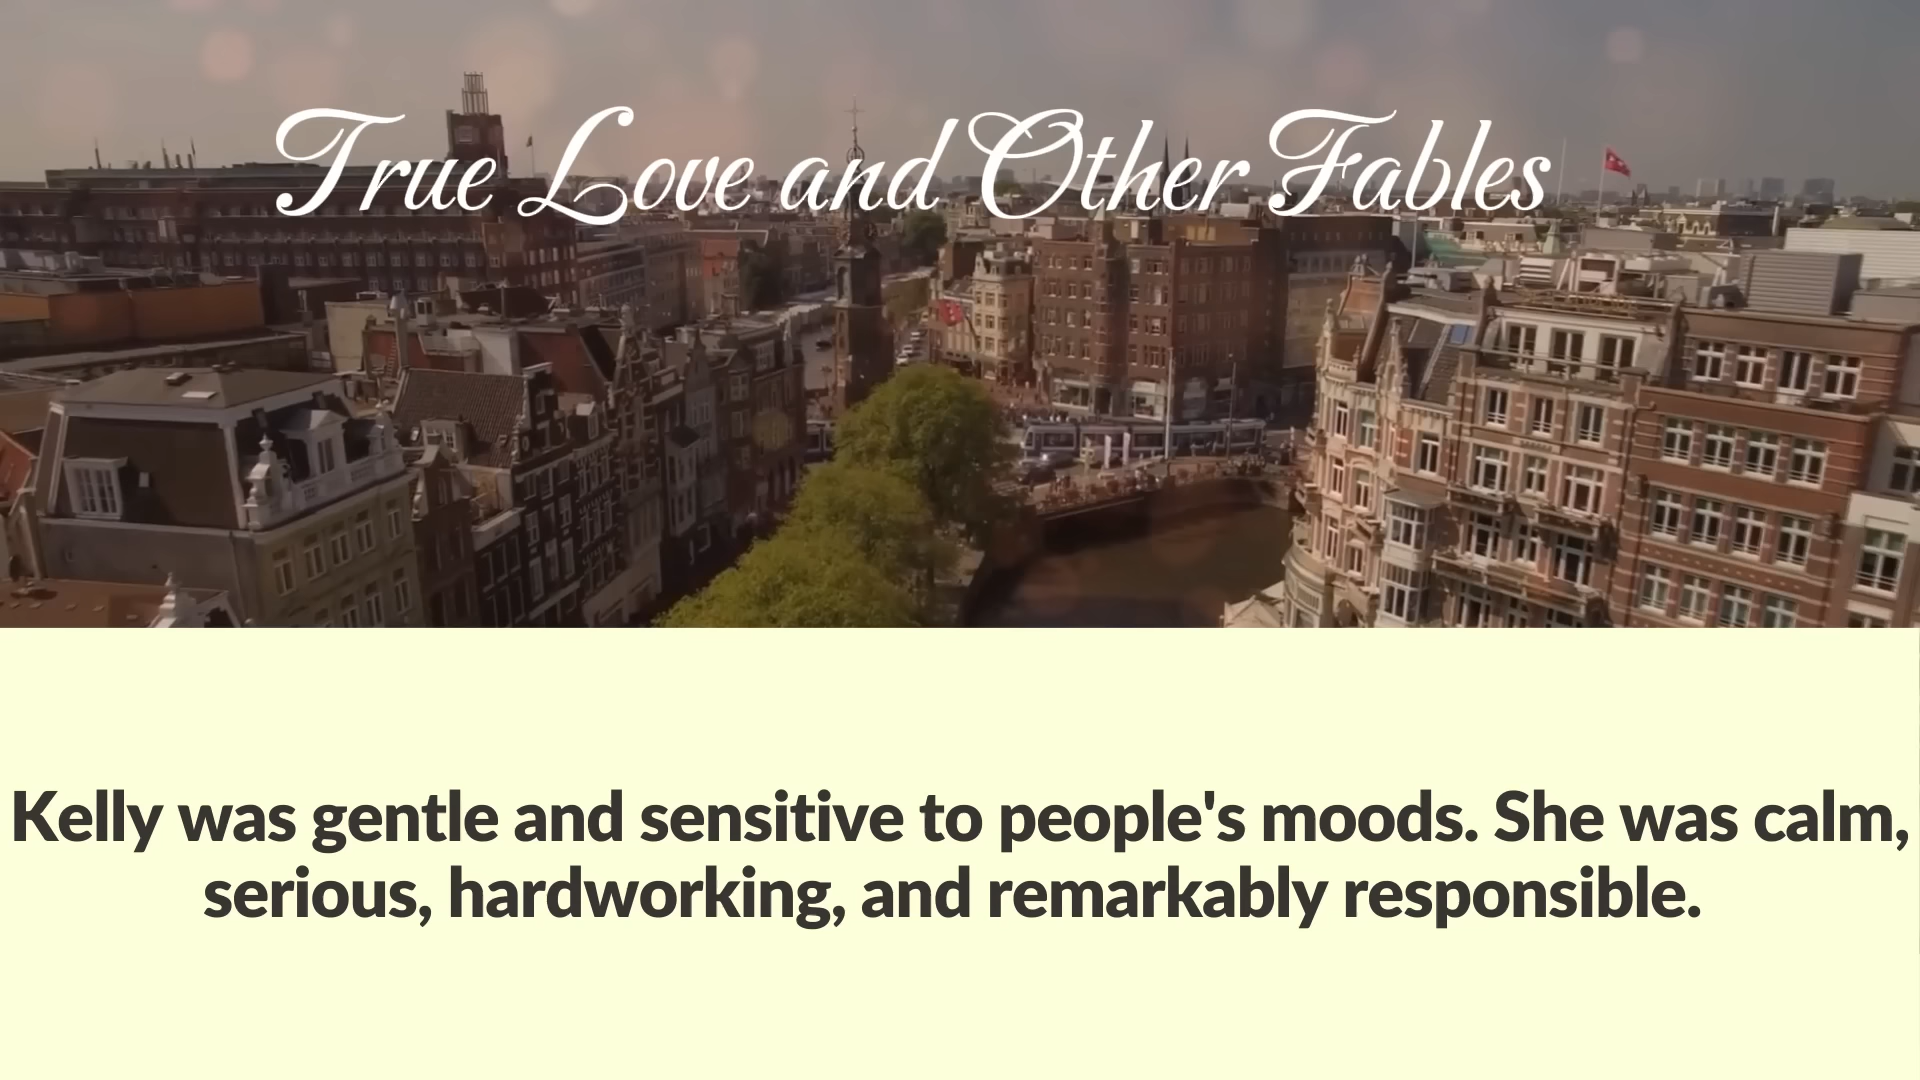 True Love and Other Fables
Kelly was gentle and sensitive to people's moods. She was calm,
serious, hardworking, and remarkably responsible.